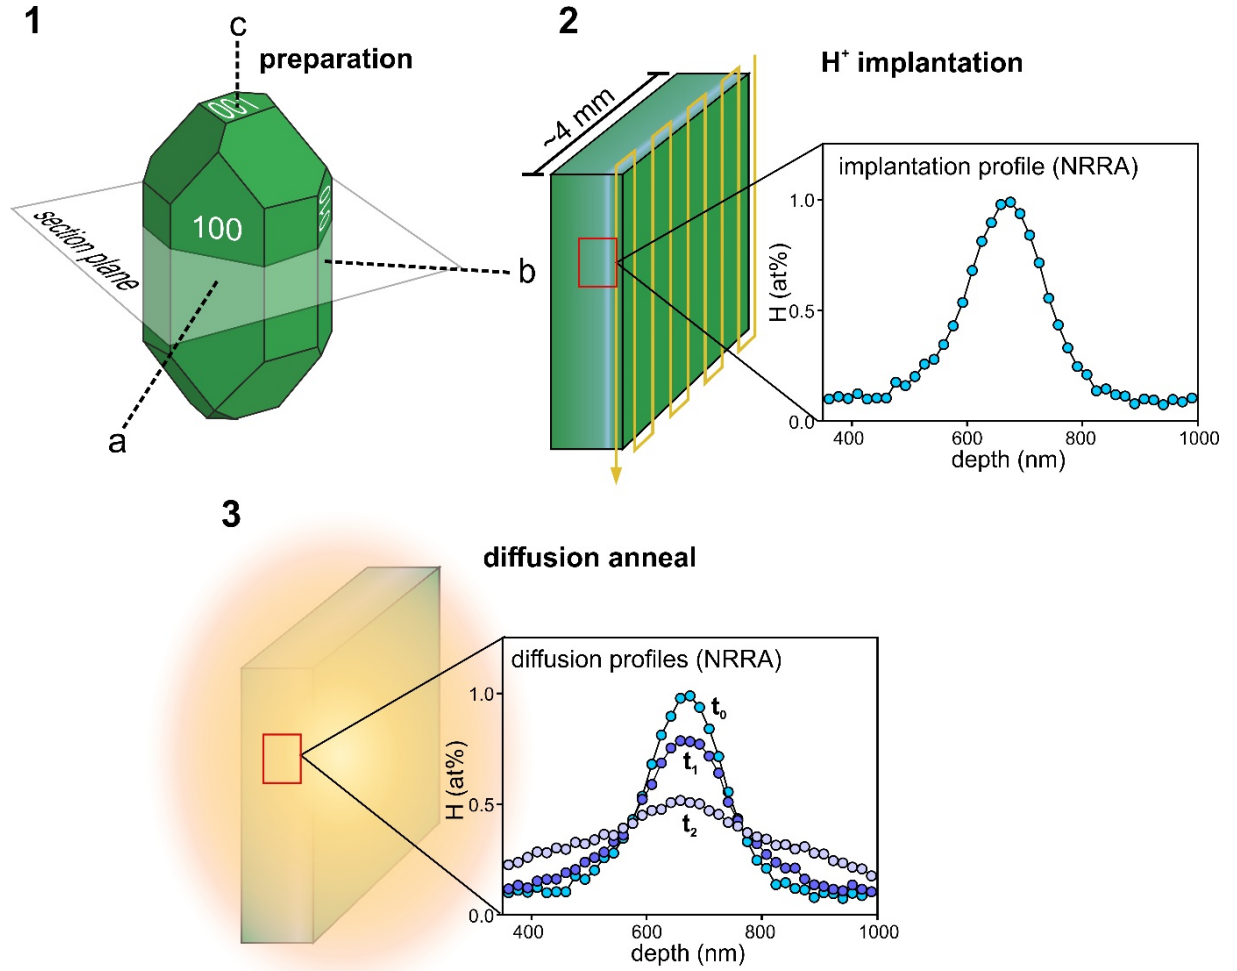 1
c
preparation
001
100
010
section plane
b
a
2
H⁺ implantation
~4 mm
implantation profile (NRRA)
1.0
0.5
0.0
H (at%)
400 600 800 1000
depth (nm)
3
diffusion anneal
diffusion profiles (NRRA)
t₀
t₁
t₂
1.0
0.5
0.0
H (at%)
400 600 800 1000
depth (nm)